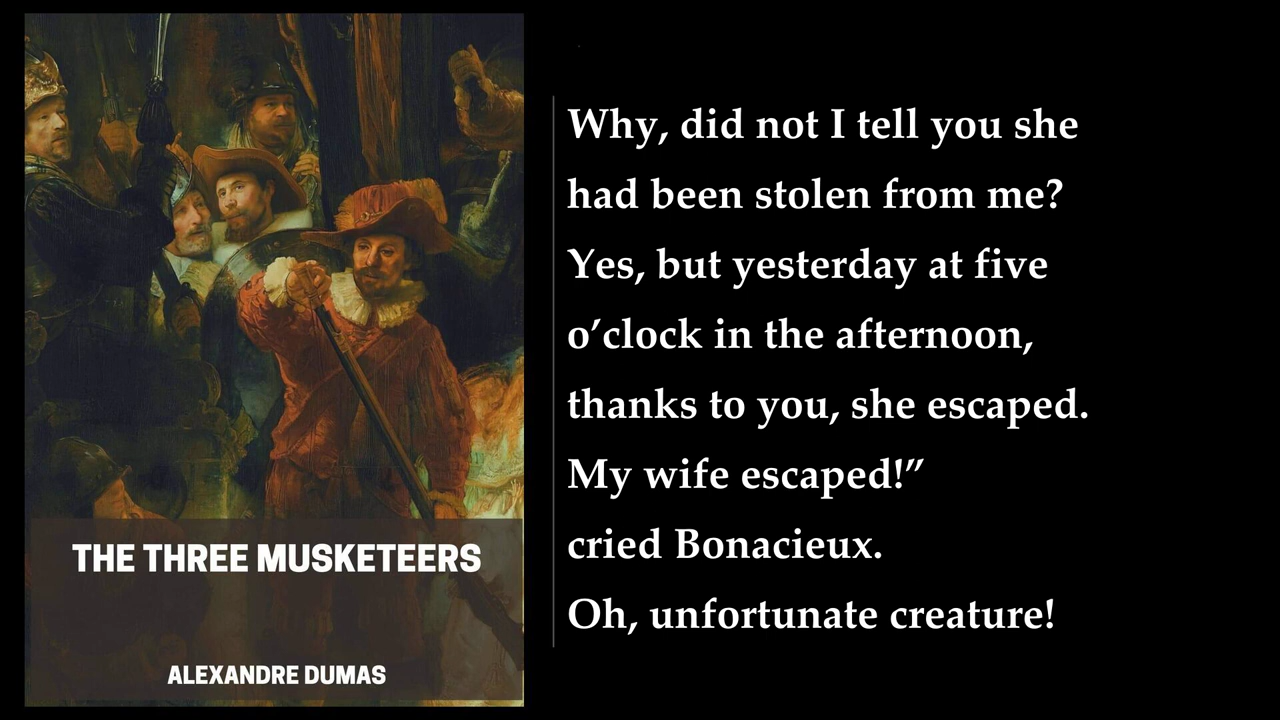 THE THREE MUSKETEERS
ALEXANDRE DUMAS
Why, did not I tell you she
had been stolen from me?
Yes, but yesterday at five
o’clock in the afternoon,
thanks to you, she escaped.
My wife escaped!”
cried Bonacieux.
Oh, unfortunate creature!